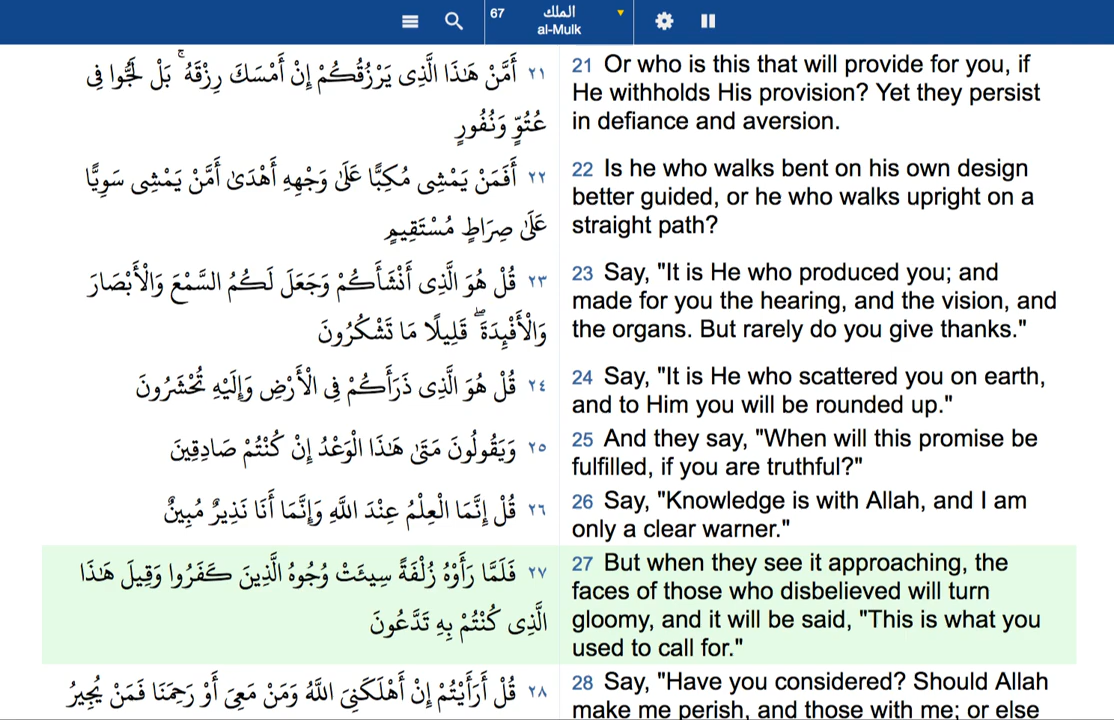 67
الملك
al-Mulk
٢١ أَمَّنْ هَٰذَا الَّذِى يَرْزُقُكُمْ إِنْ أَمْسَكَ رِزْقَهُ ۚ بَلْ لَجُّوا فِى
عُتُوٍّ وَنُفُورٍ
21 Or who is this that will provide for you, if
He withholds His provision? Yet they persist
in defiance and aversion.
٢٢ أَفَمَنْ يَمْشِى مُكِبًّا عَلَىٰ وَجْهِهِ أَهْدَىٰ أَمَّنْ يَمْشِى سَوِيًّا
عَلَىٰ صِرَاطٍ مُسْتَقِيمٍ
22 Is he who walks bent on his own design
better guided, or he who walks upright on a
straight path?
٢٣ قُلْ هُوَ الَّذِى أَنْشَأَكُمْ وَجَعَلَ لَكُمُ السَّمْعَ وَالْأَبْصَارَ
وَالْأَفْئِدَةَ ۖ قَلِيلًا مَا تَشْكُرُونَ
23 Say, "It is He who produced you; and
made for you the hearing, and the vision, and
the organs. But rarely do you give thanks."
٢٤ قُلْ هُوَ الَّذِى ذَرَأَكُمْ فِى الْأَرْضِ وَإِلَيْهِ تُحْشَرُونَ
24 Say, "It is He who scattered you on earth,
and to Him you will be rounded up."
٢٥ وَيَقُولُونَ مَتَىٰ هَٰذَا الْوَعْدُ إِنْ كُنْتُمْ صَادِقِينَ
25 And they say, "When will this promise be
fulfilled, if you are truthful?"
٢٦ قُلْ إِنَّمَا الْعِلْمُ عِنْدَ اللَّهِ وَإِنَّمَا أَنَا نَذِيرٌ مُبِينٌ
26 Say, "Knowledge is with Allah, and I am
only a clear warner."
٢٧ فَلَمَّا رَأَوْهُ زُلْفَةً سِيئَتْ وُجُوهُ الَّذِينَ كَفَرُوا وَقِيلَ هَٰذَا
الَّذِى كُنْتُمْ بِهِ تَدَّعُونَ
27 But when they see it approaching, the
faces of those who disbelieved will turn
gloomy, and it will be said, "This is what you
used to call for."
٢٨ قُلْ أَرَأَيْتُمْ إِنْ أَهْلَكَنِىَ اللَّهُ وَمَنْ مَعِىَ أَوْ رَحِمَنَا فَمَنْ يُجِيرُ
28 Say, "Have you considered? Should Allah
make me perish, and those with me; or else